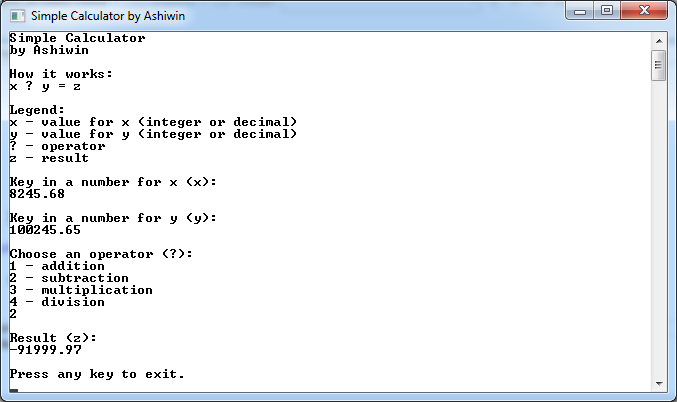 Simple Calculator by Ashiwin
Simple Calculator
by Ashiwin
How it works:
x ? y = z
Legend:
x - value for x (integer or decimal)
y - value for y (integer or decimal)
? - operator
z - result
Key in a number for x (x):
8245.68
Key in a number for y (y):
100245.65
Choose an operator (?):
1 - addition
2 - subtraction
3 - multiplication
4 - division
2
Result (z):
-91999.97
Press any key to exit.